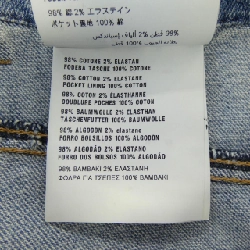 98% 綿 2% エラステイン
ポケット裏地 100% 綿
98% COTONE 2% ELASTAN
FODERA TASCHE 100% COTONE
98% COTTON 2% ELASTANE
POCKET LINING 100% COTTON
98% COTON 2% ELASTHANNE
DOUBLURE POCHES 100% COTON
98% BAUMWOLLE 2% ELASTHAN
TASCHENFUTTER 100% BAUMWOLLE
98% ALGODÓN 2% elastano
FORRO BOLSILLOS 100% ALGODÓN
98% ALGODÃO 2% ELASTANO
FORRO DOS BOLSOS 100% ALGODÃO
98% ΒΑΜΒΑΚΙ 2% ΕΛΑΣΤΑΝΗ
ΦΟΔΡΑ ΓΙΑ ΤΣΕΠΕΣ 100% ΒΑΜΒΑΚΙ